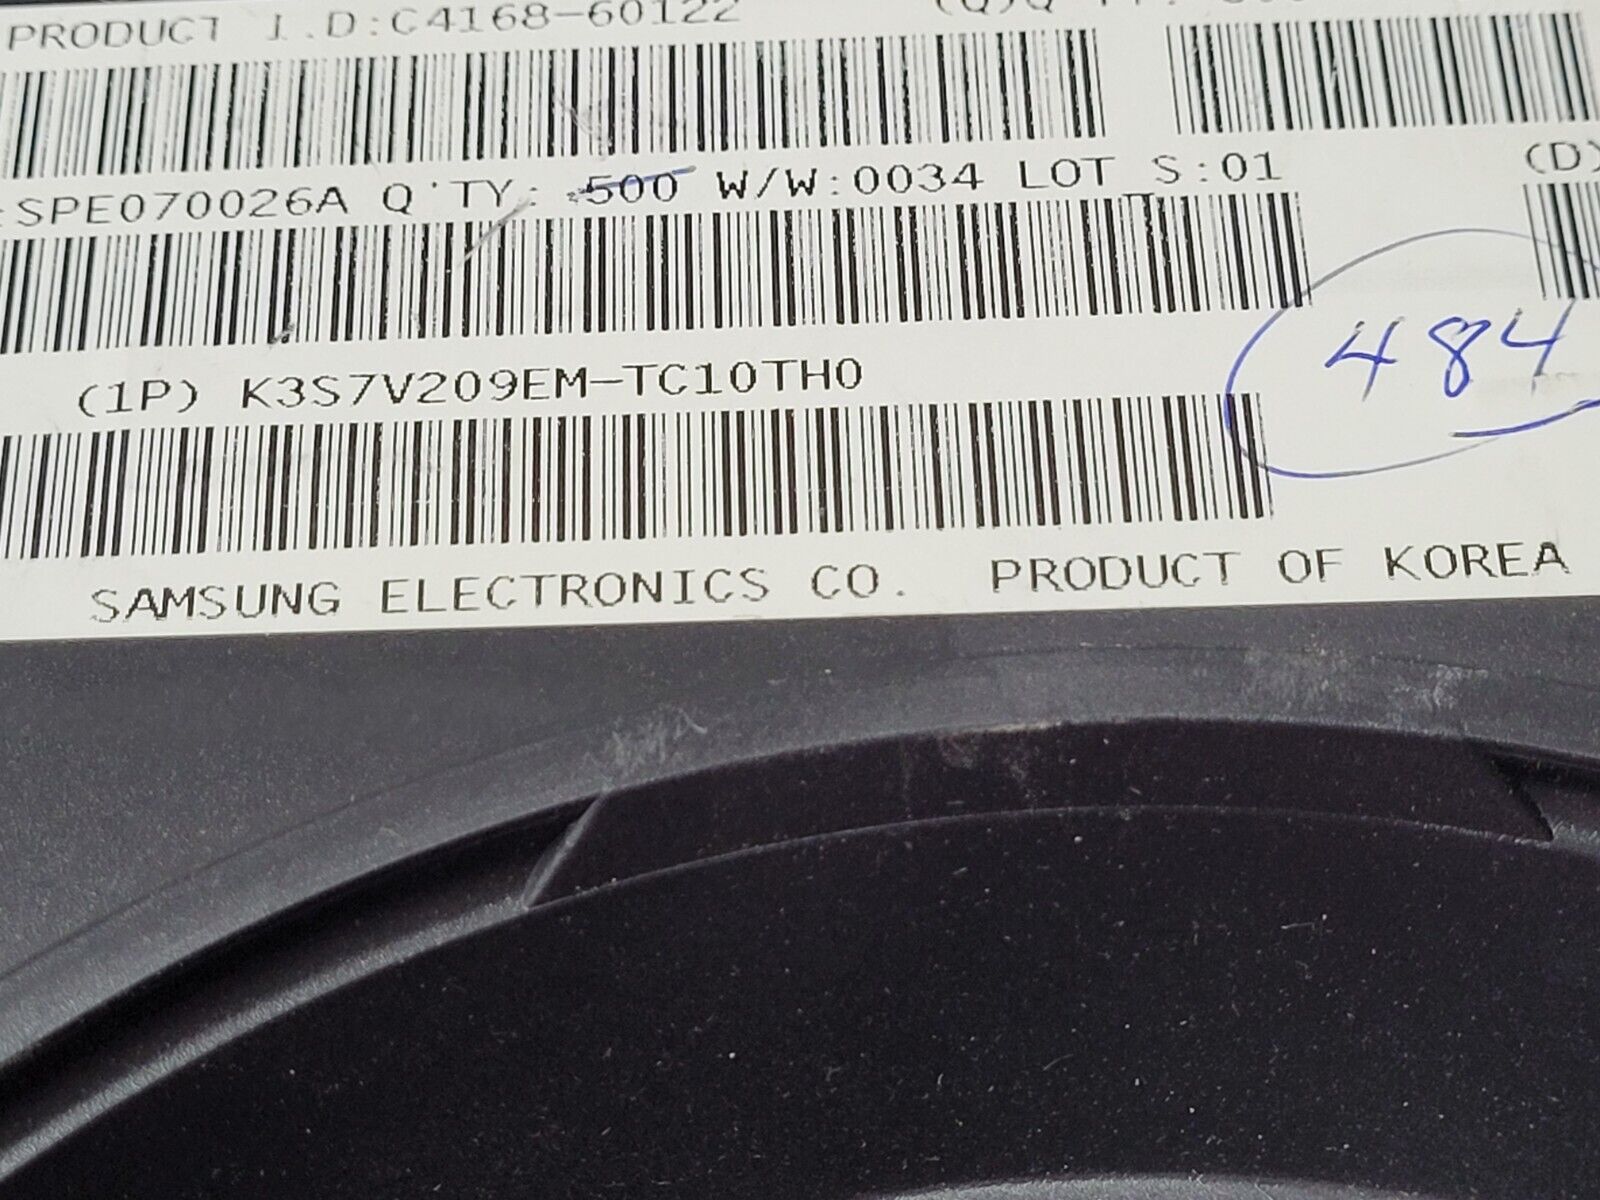 PRODUCT I.D:C4168-60122
:SPE070026A Q'TY: 500 W/W:0034 LOT S:01 (D)
484
(1P) K3S7V209EM-TC10TH0
SAMSUNG ELECTRONICS CO. PRODUCT OF KOREA